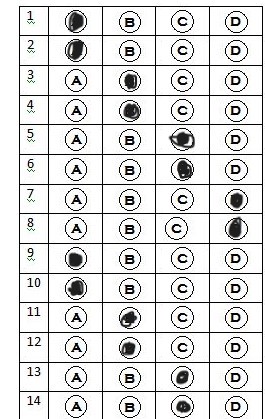 1 B C D
2 B C D
3 A C D
4 A C D
5 A B D
6 A B D
7 A B C
8 A B C
9 B C D
10 B C D
11 A C D
12 A C D
13 A B D
14 A B D